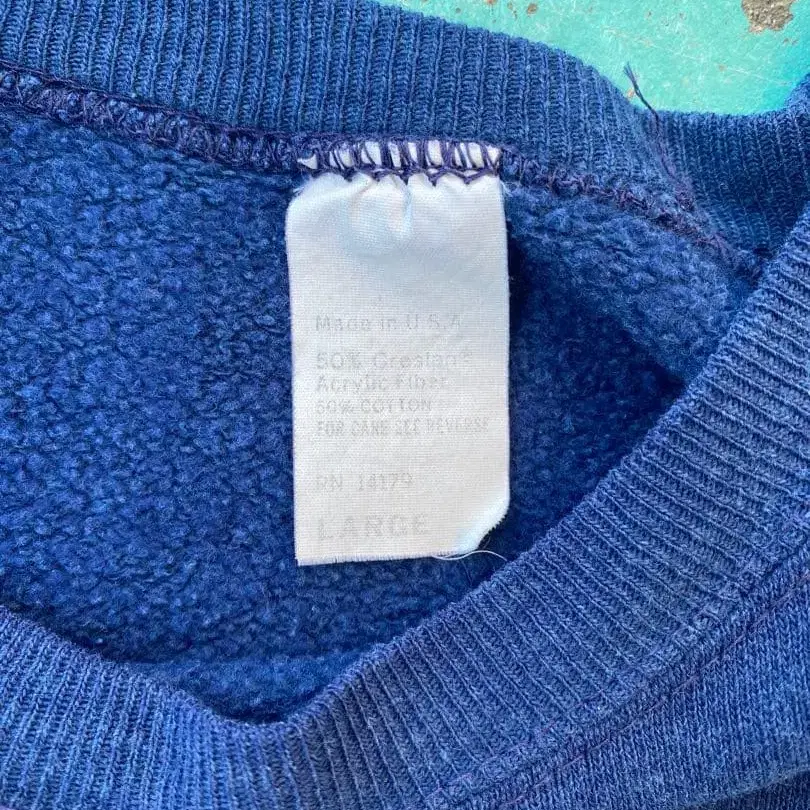 Made in U.S.A
50% Creslan®
Acrylic Fiber
50% COTTON
FOR CARE SEE REVERSE
RN 14179
LARGE